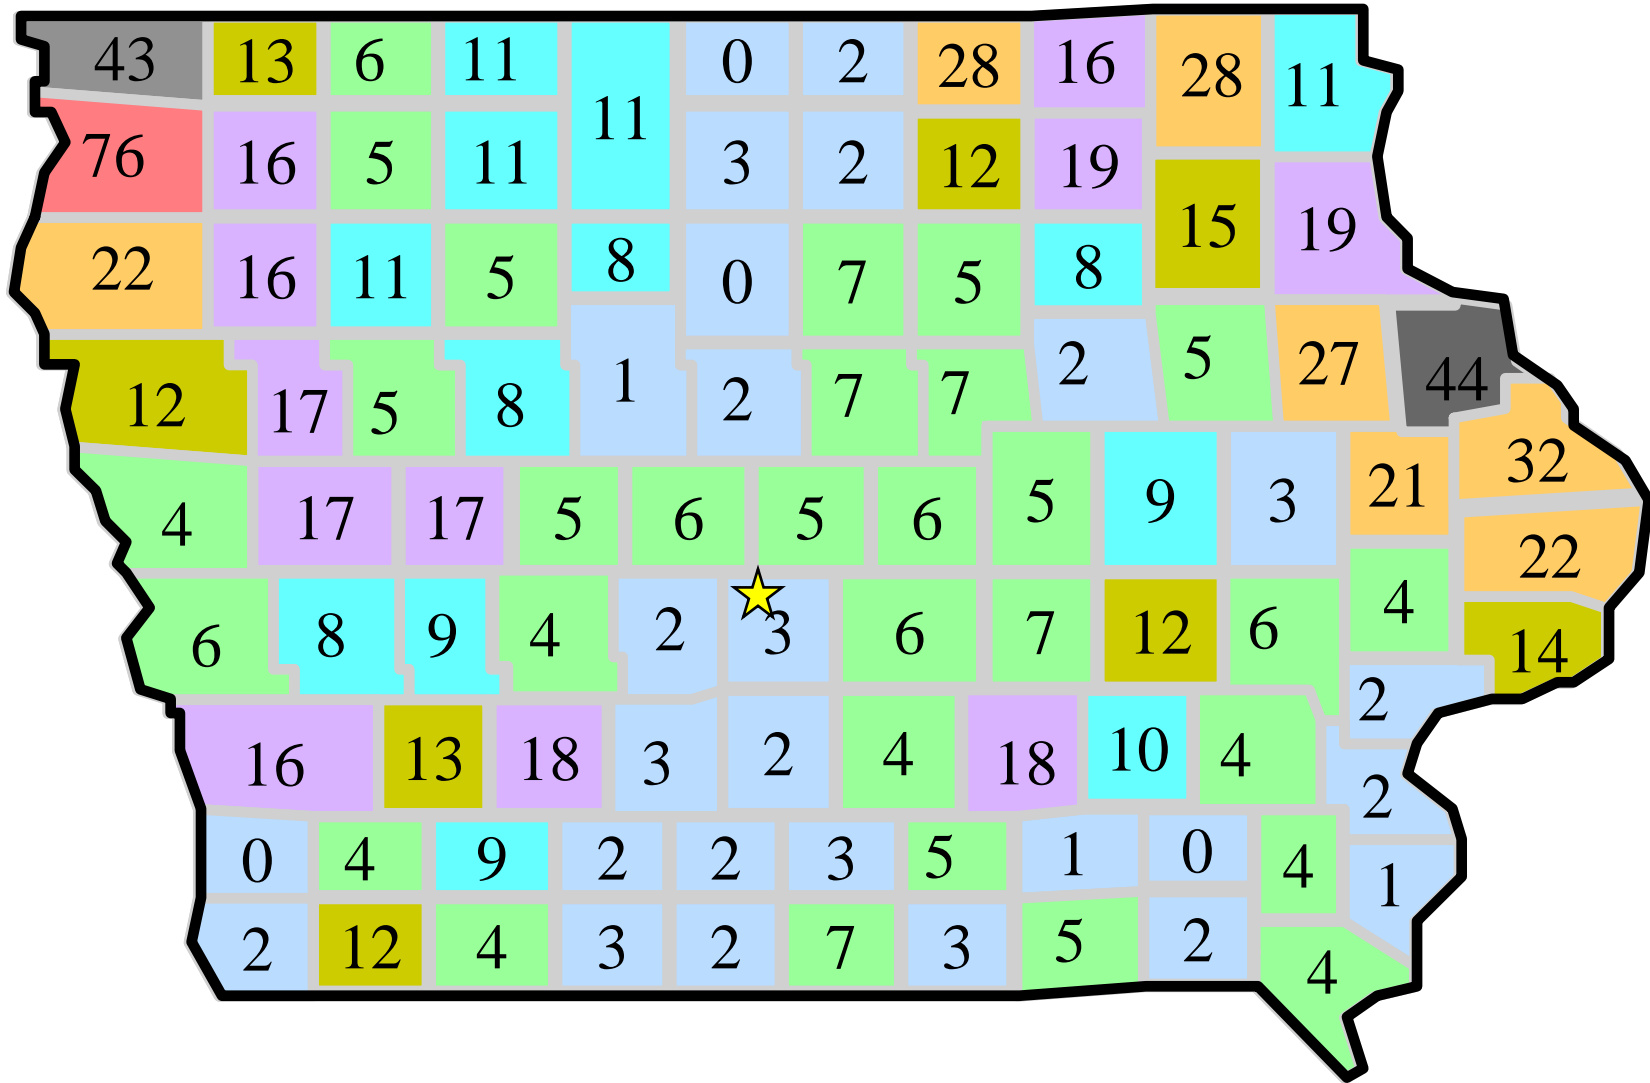 43 13 6 11 11 0 2 28 16 28 11
76 16 5 11 3 2 12 19 15 19
22 16 11 5 8 0 7 5 8
12 17 5 8 1 2 7 7 2 5 27 44
4 17 17 5 6 5 6 5 9 3 21 32
22
6 8 9 4 2 3 6 7 12 6 4 14
16 13 18 3 2 4 18 10 4 2
2
0 4 9 2 2 3 5 1 0 4 1
2 12 4 3 2 7 3 5 2 4